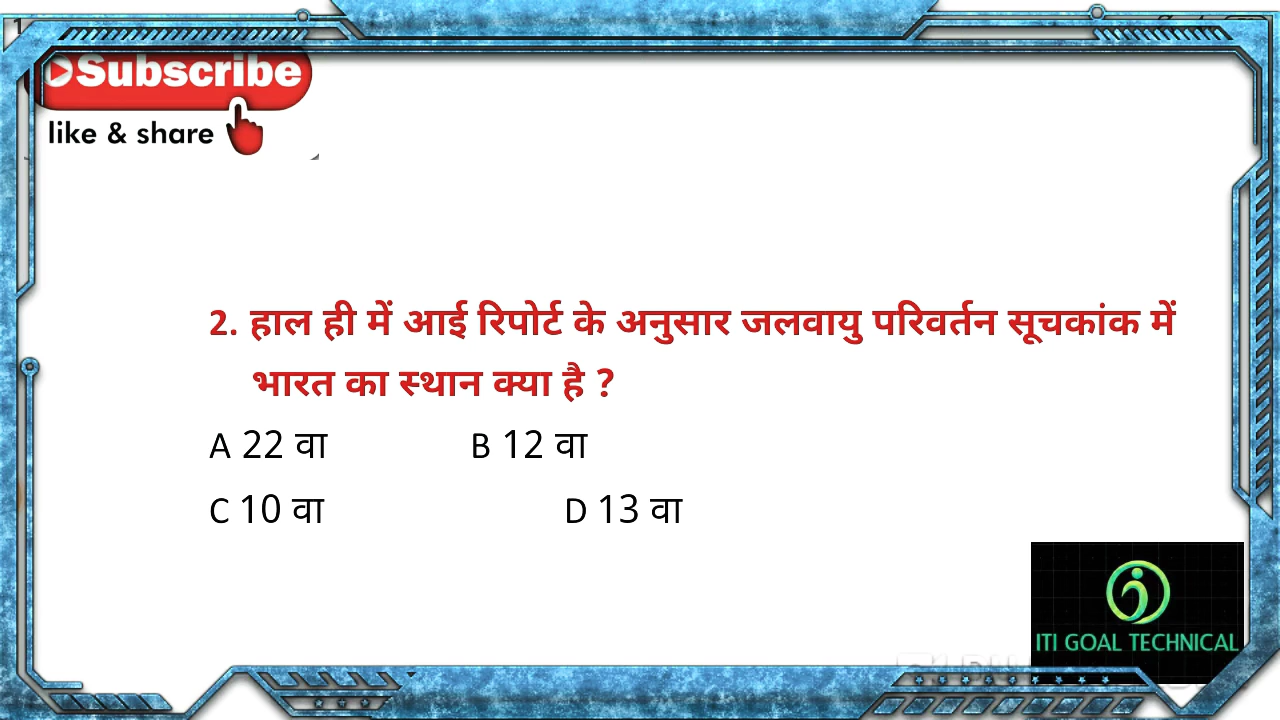 Subscribe
like & share
2. हाल ही में आई रिपोर्ट के अनुसार जलवायु परिवर्तन सूचकांक में
भारत का स्थान क्या है ?
A 22 वा B 12 वा
C 10 वा D 13 वा
ITI GOAL TECHNICAL